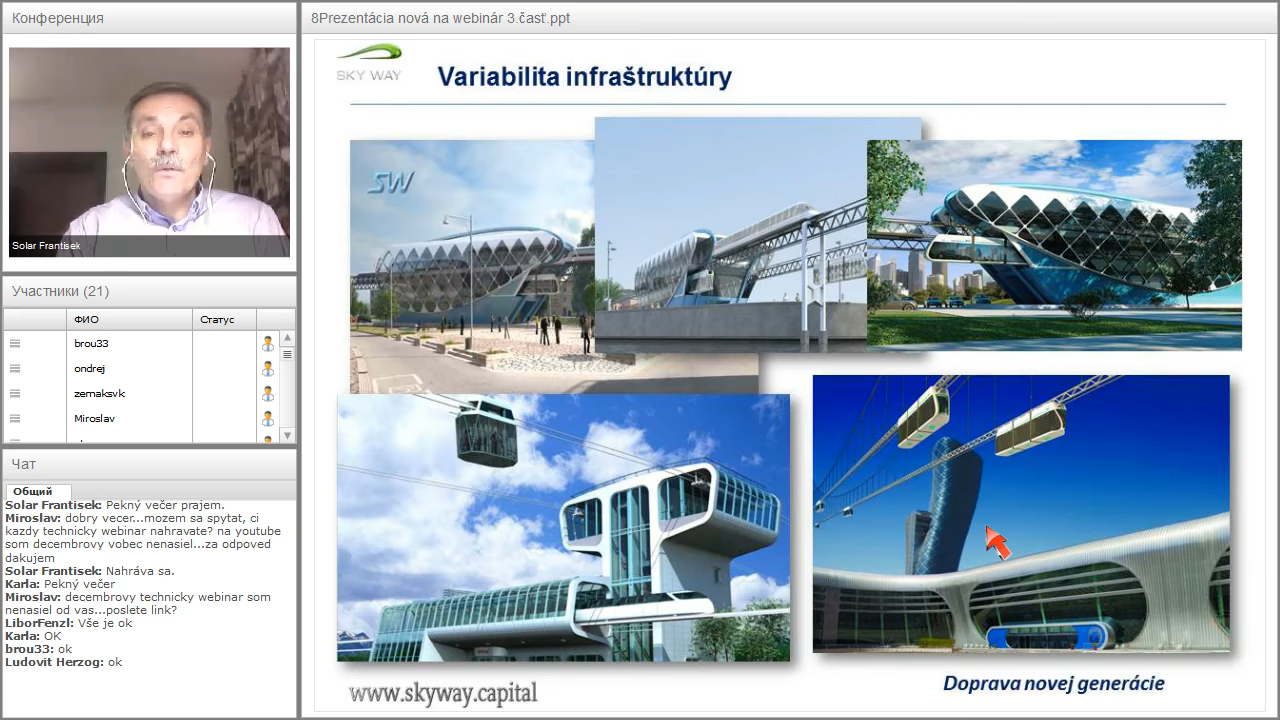 Конференция
Solar Frantisek
Участники (21)
ФИО Статус
brou33
ondrej
zemaksvk
Miroslav
Чат
Общий
Solar Frantisek: Pekný večer prajem.
Miroslav: dobry vecer...mozem sa spytat, ci
kazdy technicky webinar nahravate? na youtube
som decembrovy vobec nenasiel...za odpoved
dakujem
Solar Frantisek: Nahráva sa.
Karla: Pekný večer
Miroslav: decembrovy technicky webinar som
nenasiel od vas...poslete link?
LiborFenzl: Vše je ok
Karla: OK
brou33: ok
Ludovit Herzog: ok
8Prezentácia nová na webinár 3.časť.ppt
SKY WAY
Variabilita infraštruktúry
SW
www.skyway.capital
Doprava novej generácie